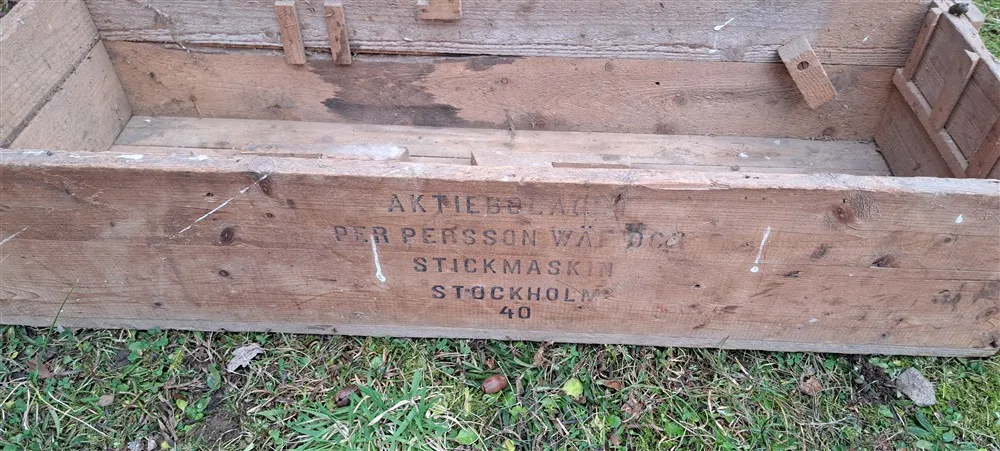 AKTIEBOLAGET
PER PERSSON
STICKMASKIN
STOCKHOLM
40